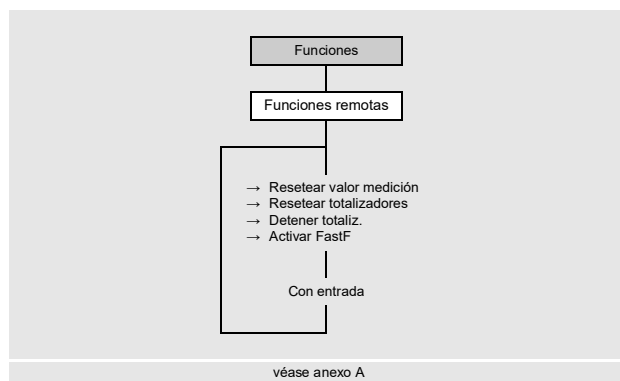 Funciones
Funciones remotas
→ Resetear valor medición
→ Resetear totalizadores
→ Detener totaliz.
→ Activar FastF
Con entrada
véase anexo A